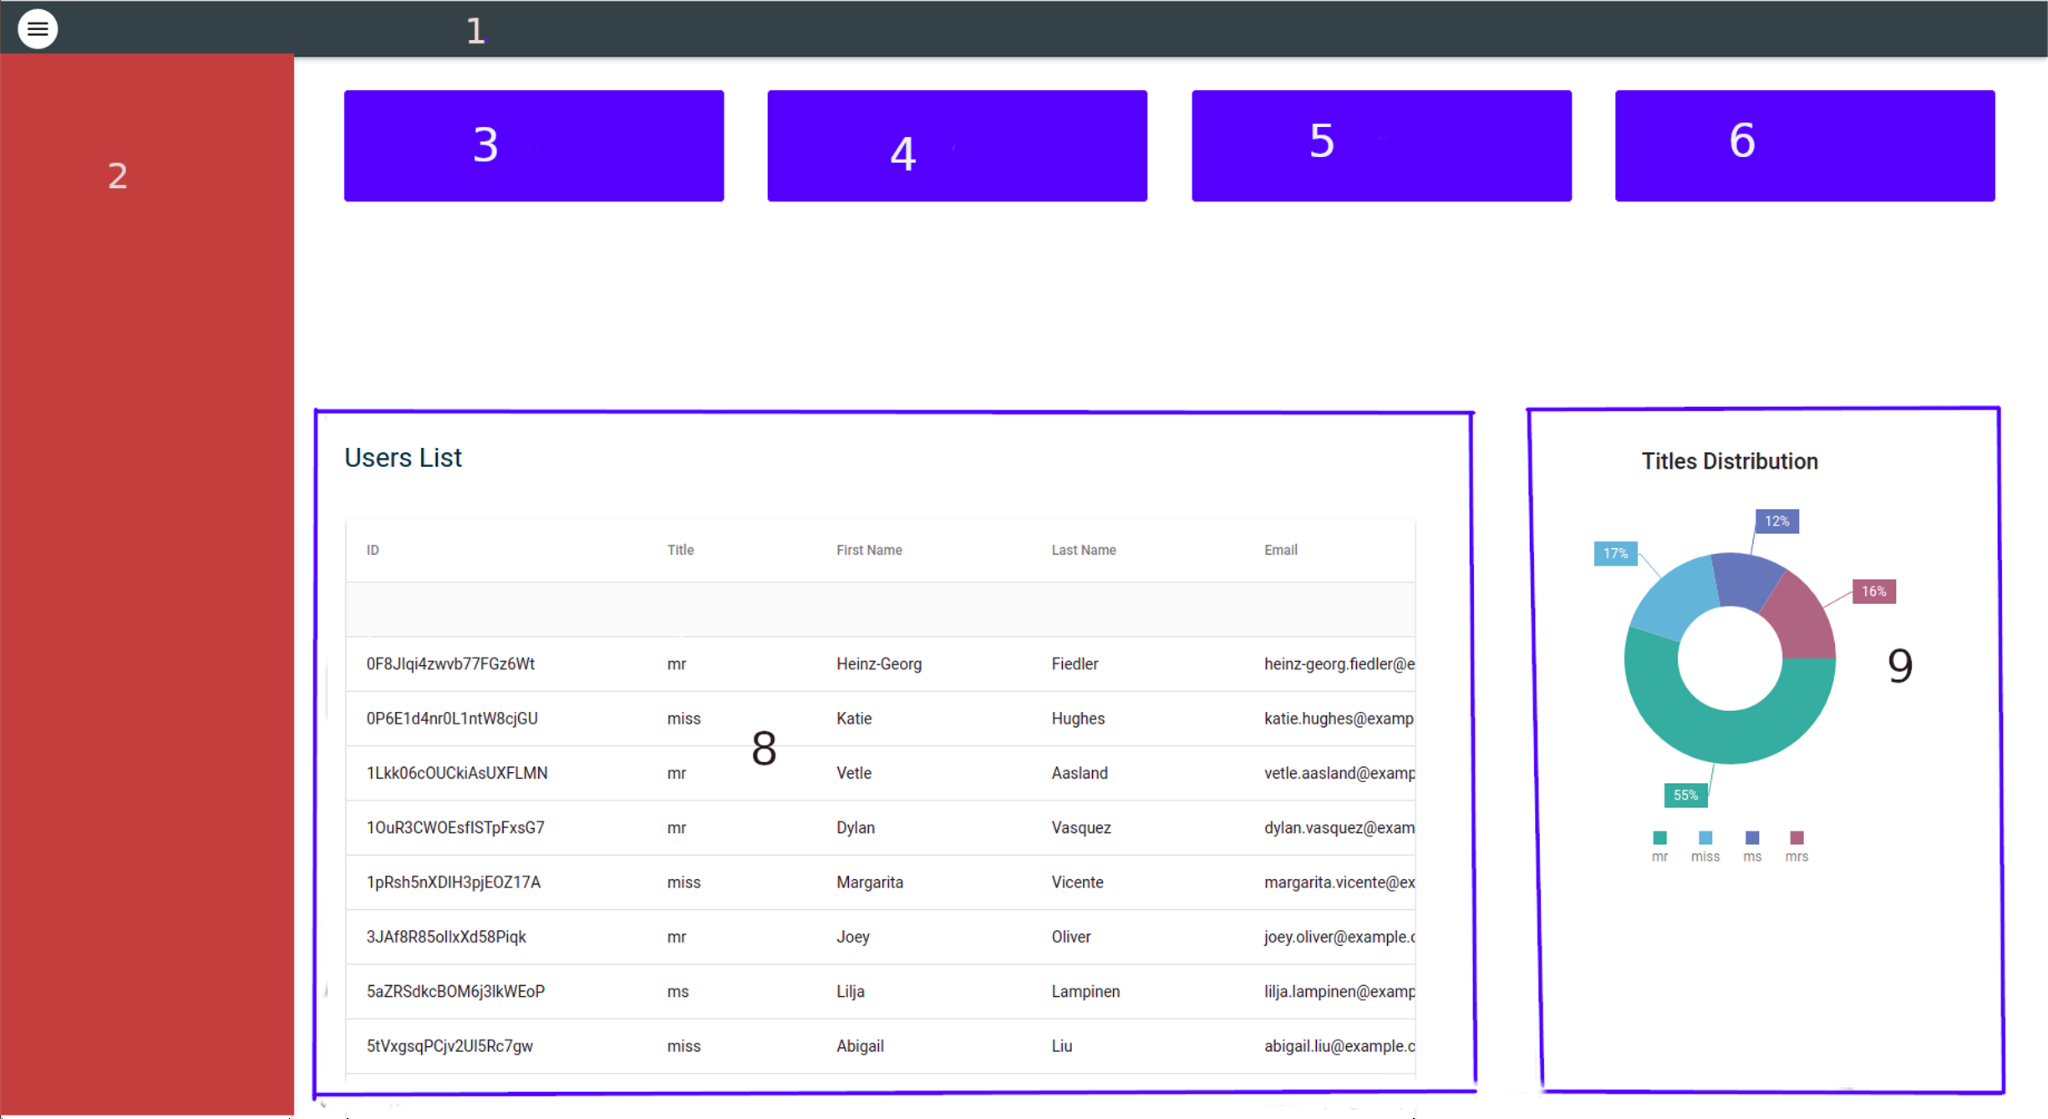 1
2
3 4 5 6
Users List
ID Title First Name Last Name Email
0F8JIqi4zwvb77FGz6Wt mr Heinz-Georg Fiedler heinz-georg.fiedler@e
0P6E1d4nr0L1ntW8cjGU miss Katie Hughes katie.hughes@examp
8
1Lkk06cOUCkiAsUXFLMN mr Vetle Aasland vetle.aasland@examp
1OuR3CWOEsfISTpFxsG7 mr Dylan Vasquez dylan.vasquez@exam
1pRsh5nXDIH3pjEOZ17A miss Margarita Vicente margarita.vicente@ex
3JAf8R85oIIxXd58Piqk mr Joey Oliver joey.oliver@example.c
5aZRSdkcBOM6j3lkWEoP ms Lilja Lampinen lilja.lampinen@examp
5tVxgsqPCjv2Ul5Rc7gw miss Abigail Liu abigail.liu@example.c
Titles Distribution
12%
17%
16%
9
55%
mr miss ms mrs